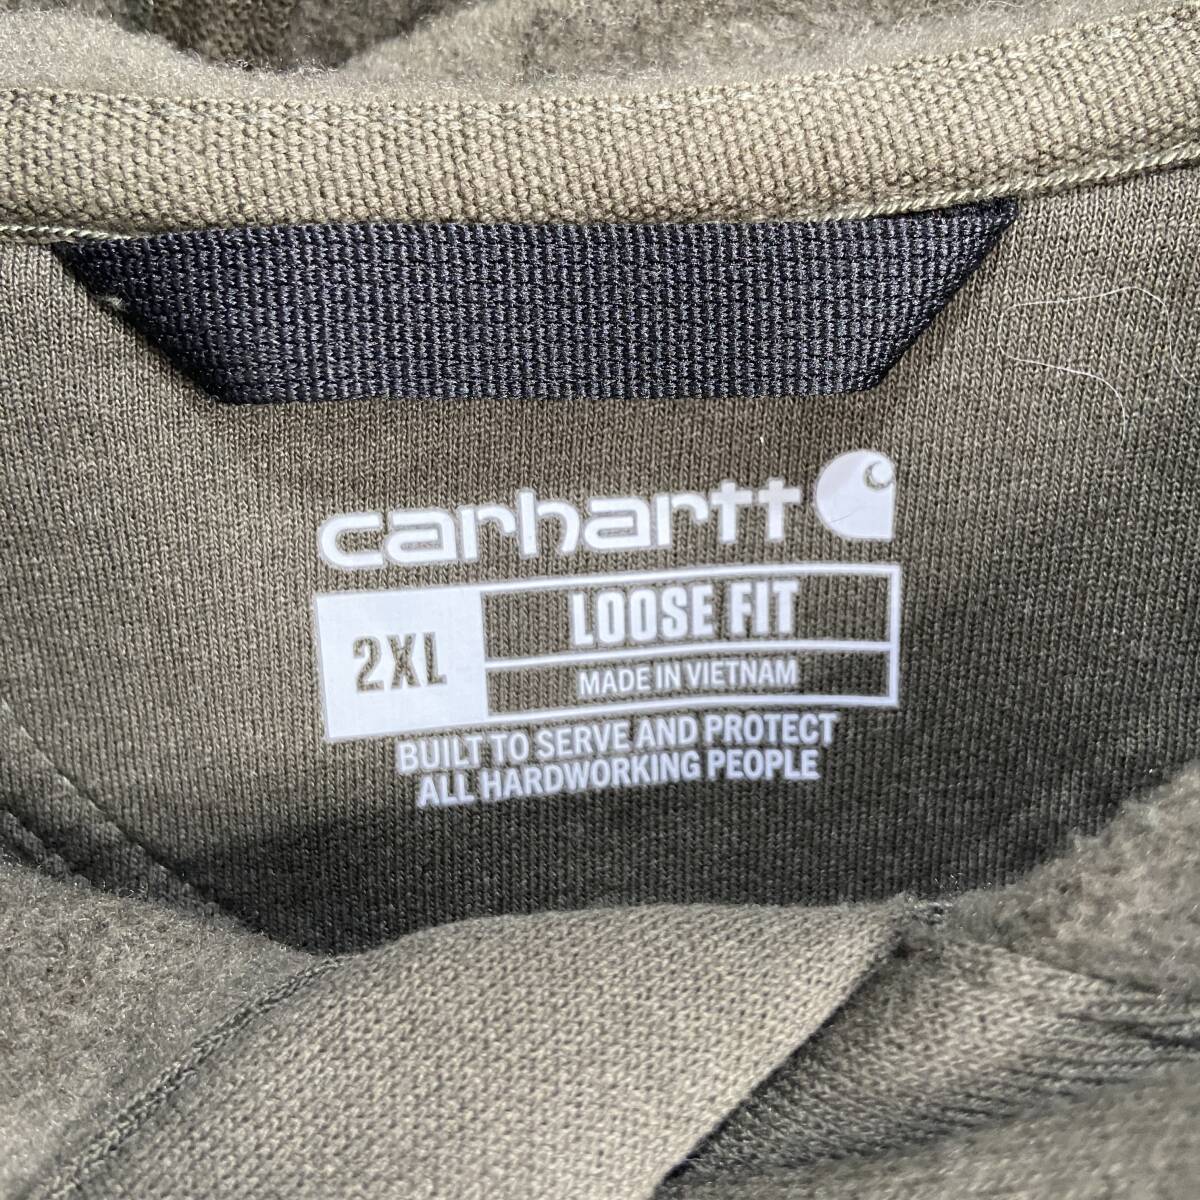 carhartt
2XL
LOOSE FIT
MADE IN VIETNAM
BUILT TO SERVE AND PROTECT
ALL HARDWORKING PEOPLE